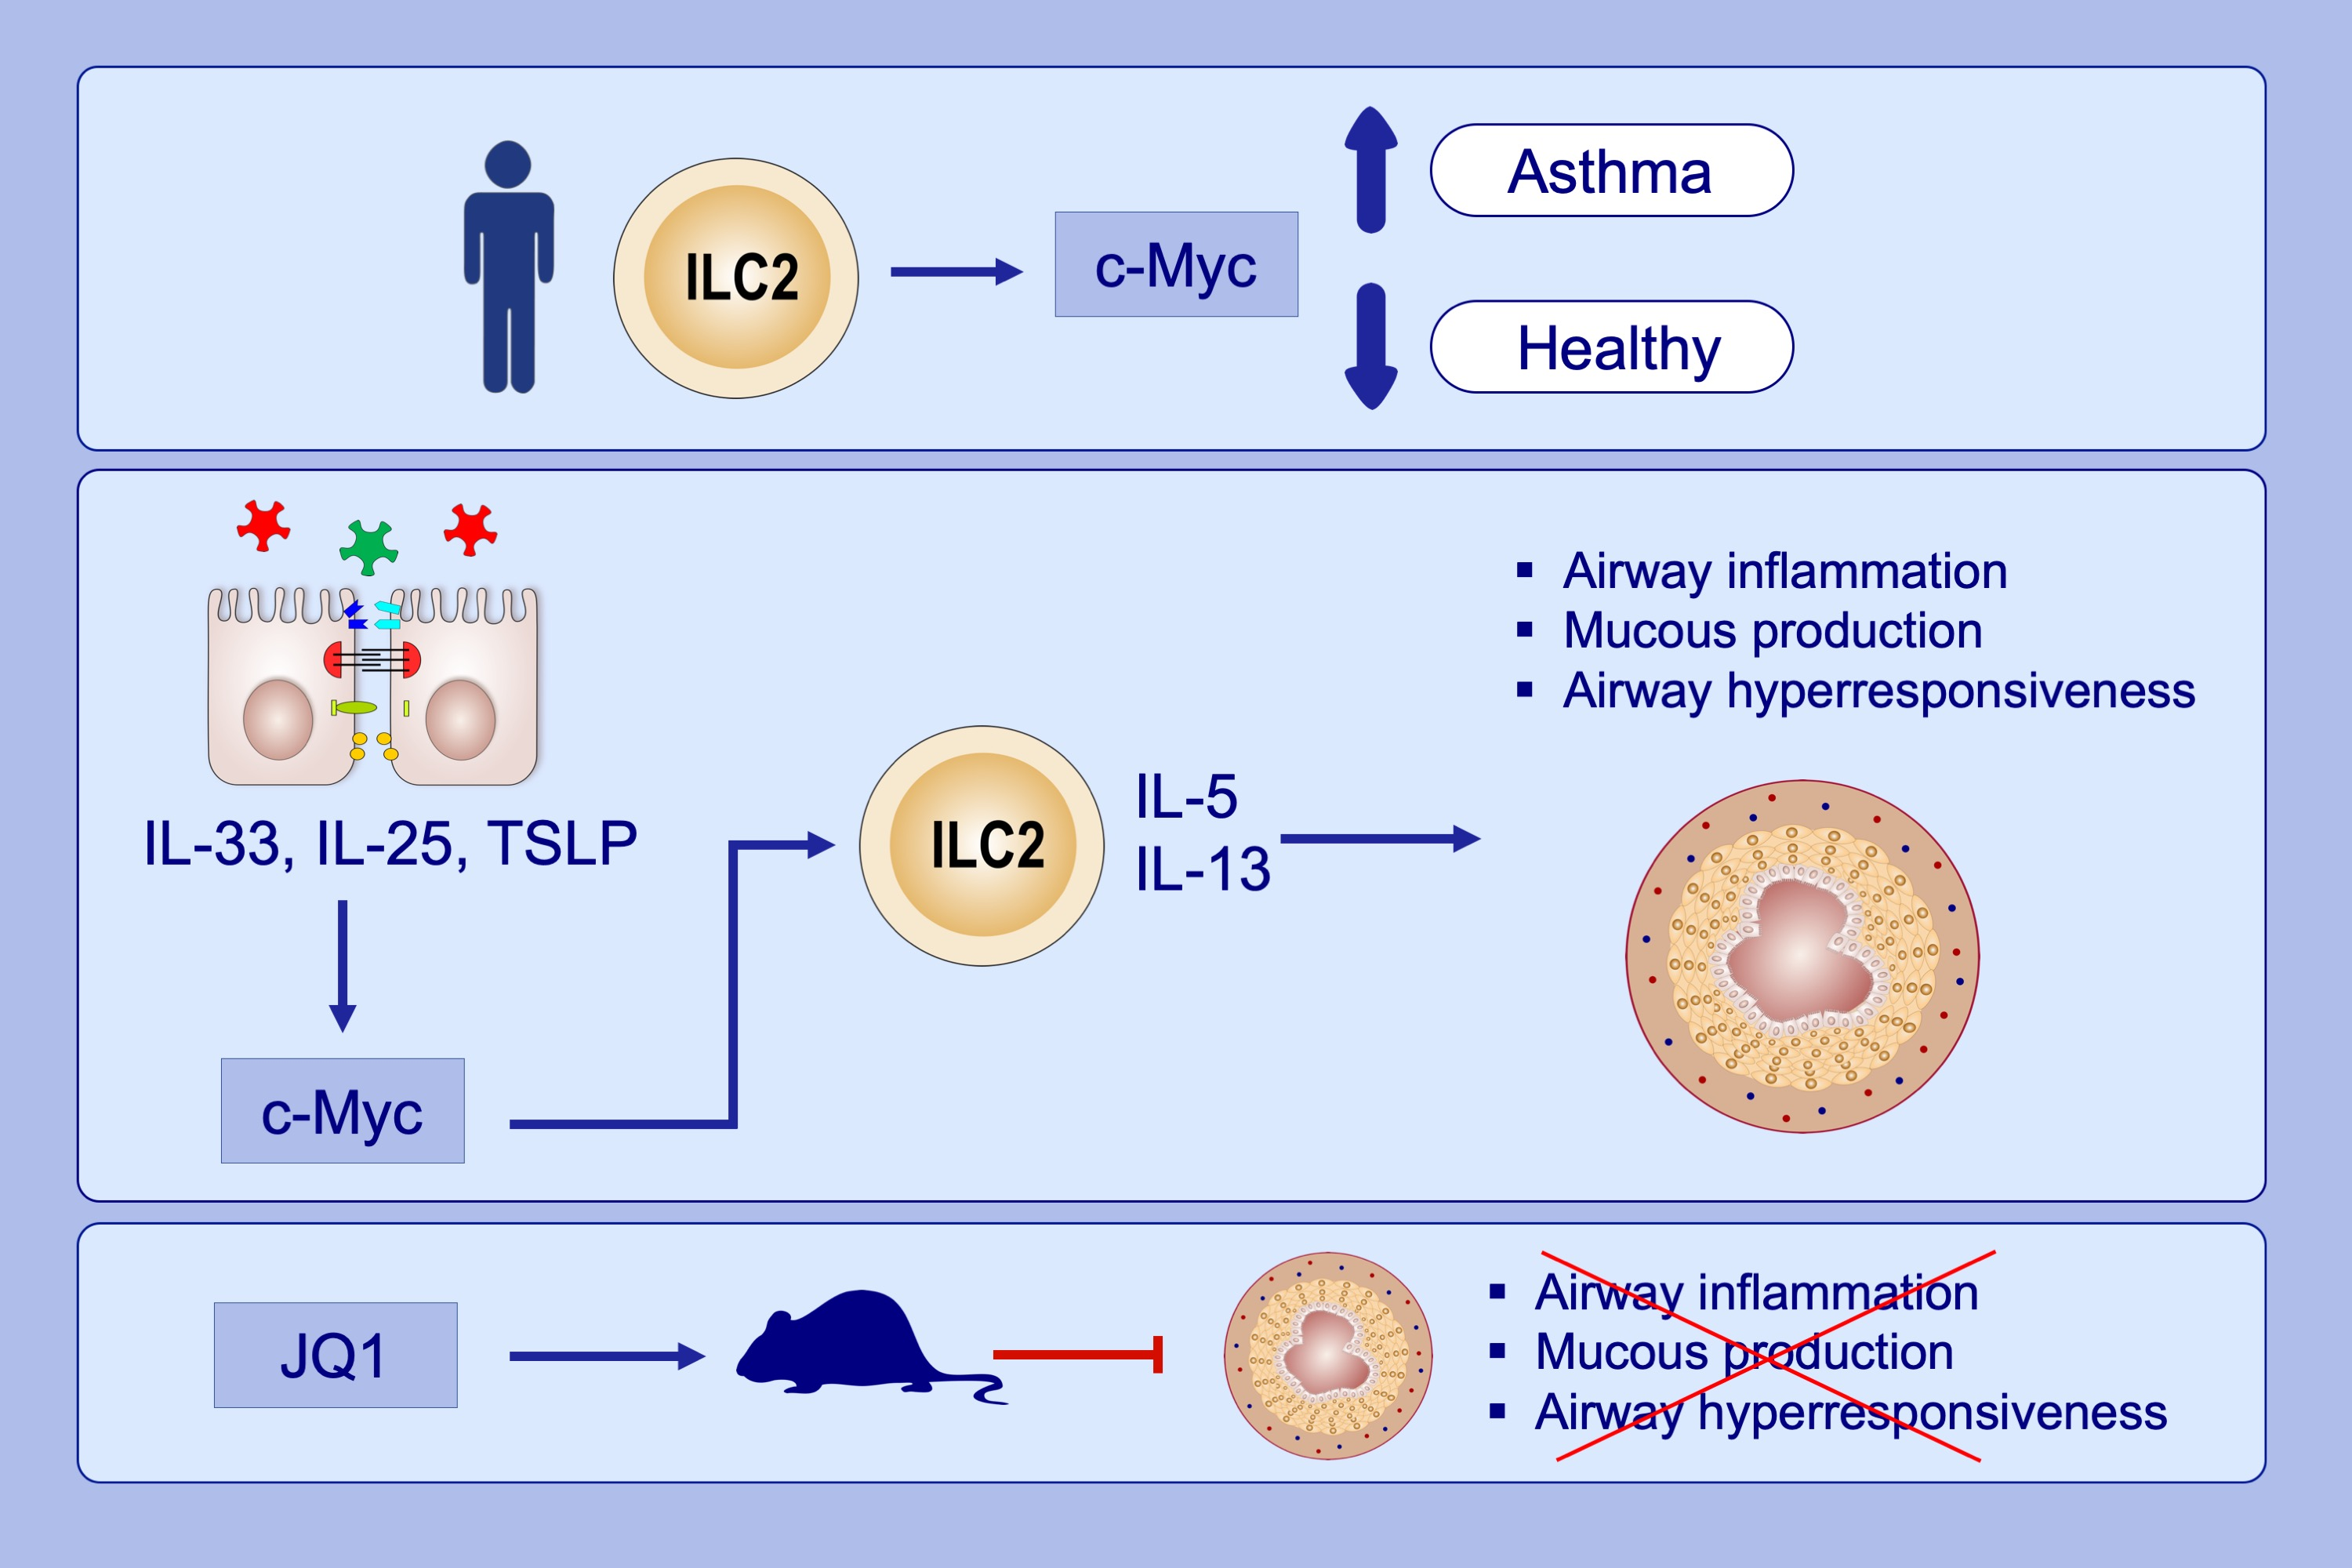 ILC2
c-Myc
Asthma
Healthy
IL-33, IL-25, TSLP
c-Myc
ILC2
IL-5
IL-13
▪ Airway inflammation
▪ Mucous production
▪ Airway hyperresponsiveness
JQ1
▪ Airway inflammation
▪ Mucous production
▪ Airway hyperresponsiveness